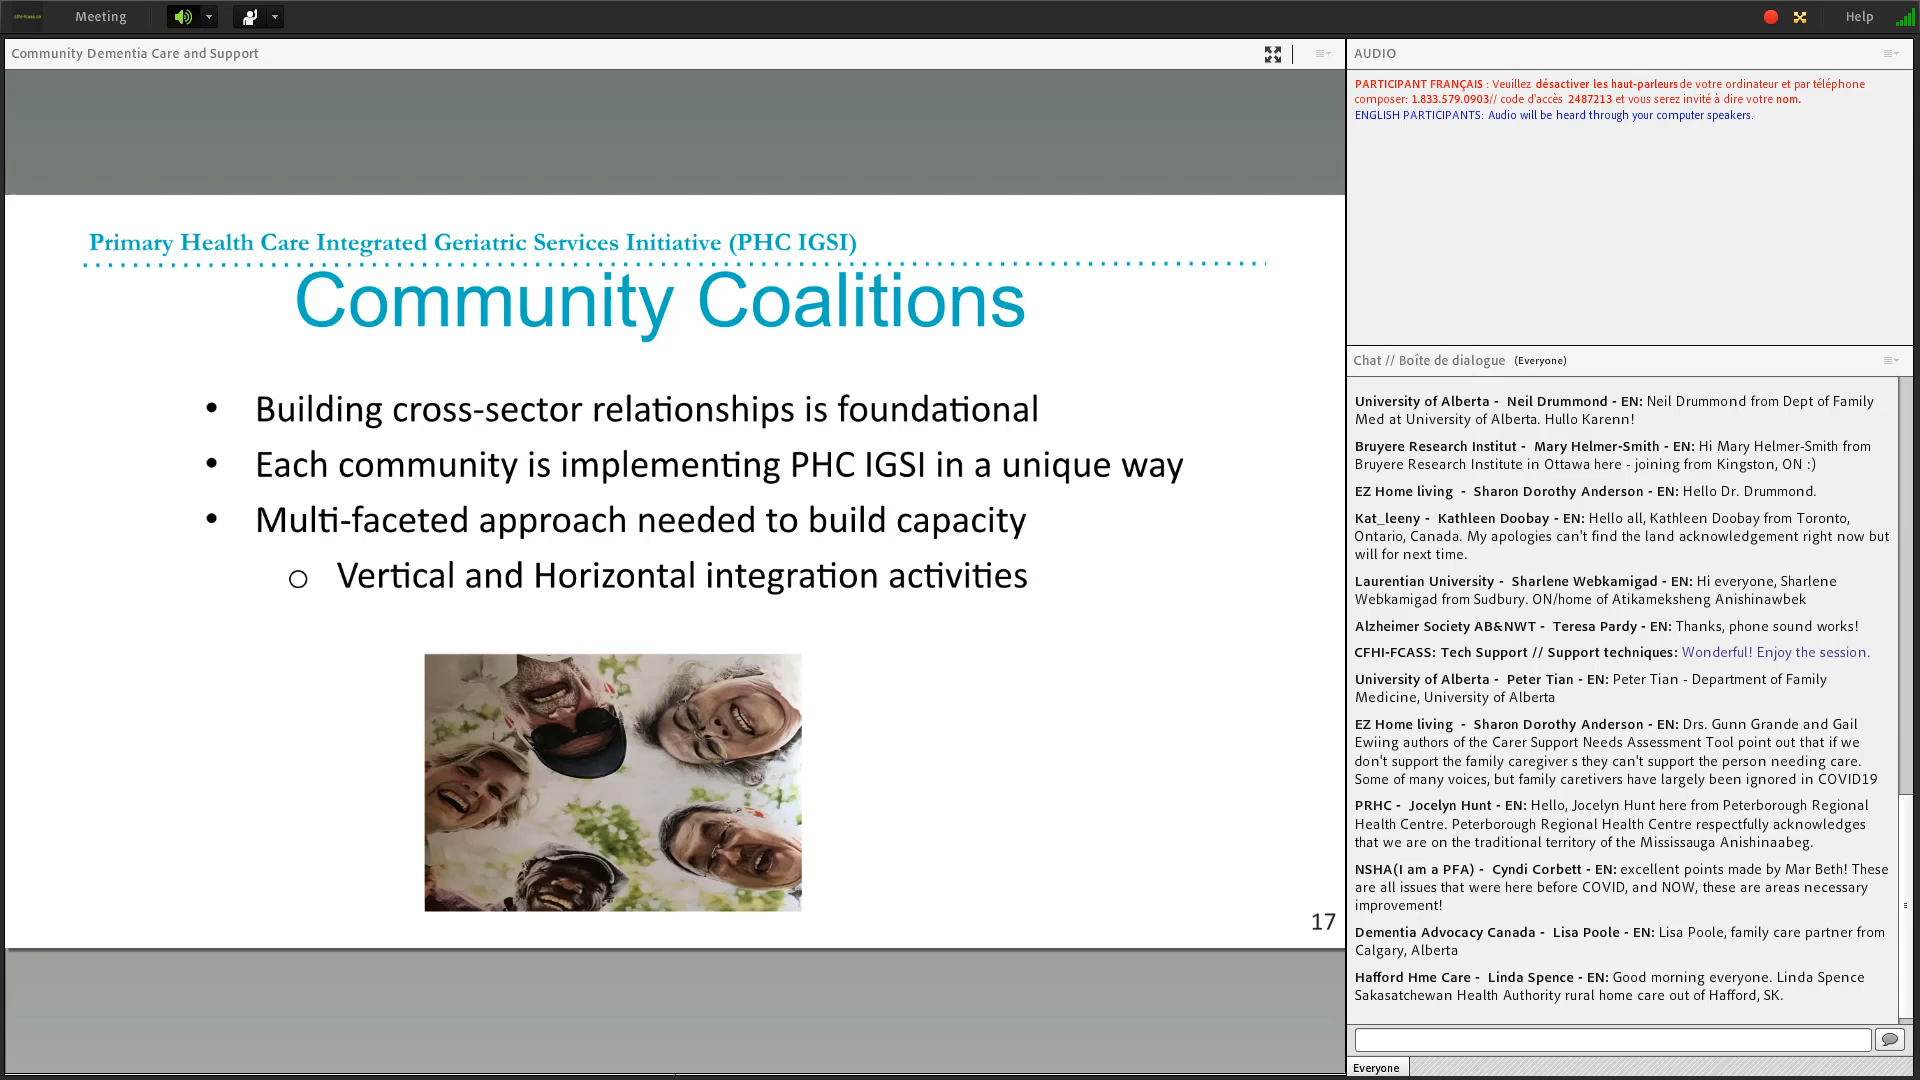 Meeting
Help
Community Dementia Care and Support
Primary Health Care Integrated Geriatric Services Initiative (PHC IGSI)
Community Coalitions
• Building cross-sector relationships is foundational
• Each community is implementing PHC IGSI in a unique way
• Multi-faceted approach needed to build capacity
o Vertical and Horizontal integration activities
17
AUDIO
PARTICIPANT FRANÇAIS : Veuillez désactiver les haut-parleurs de votre ordinateur et par téléphone
composer: 1.833.579.0903// code d'accès 2487213 et vous serez invité à dire votre nom.
ENGLISH PARTICIPANTS: Audio will be heard through your computer speakers.
Chat // Boîte de dialogue (Everyone)
University of Alberta - Neil Drummond - EN: Neil Drummond from Dept of Family
Med at University of Alberta. Hullo Karenn!
Bruyere Research Institut - Mary Helmer-Smith - EN: Hi Mary Helmer-Smith from
Bruyere Research Institute in Ottawa here - joining from Kingston, ON :)
EZ Home living - Sharon Dorothy Anderson - EN: Hello Dr. Drummond.
Kat_leeny - Kathleen Doobay - EN: Hello all, Kathleen Doobay from Toronto,
Ontario, Canada. My apologies can't find the land acknowledgement right now but
will for next time.
Laurentian University - Sharlene Webkamigad - EN: Hi everyone, Sharlene
Webkamigad from Sudbury. ON/home of Atikameksheng Anishinawbek
Alzheimer Society AB&NWT - Teresa Pardy - EN: Thanks, phone sound works!
CFHI-FCASS: Tech Support // Support techniques: Wonderful! Enjoy the session.
University of Alberta - Peter Tian - EN: Peter Tian - Department of Family
Medicine, University of Alberta
EZ Home living - Sharon Dorothy Anderson - EN: Drs. Gunn Grande and Gail
Ewiing authors of the Carer Support Needs Assessment Tool point out that if we
don't support the family caregiver s they can't support the person needing care.
Some of many voices, but family caretivers have largely been ignored in COVID19
PRHC - Jocelyn Hunt - EN: Hello, Jocelyn Hunt here from Peterborough Regional
Health Centre. Peterborough Regional Health Centre respectfully acknowledges
that we are on the traditional territory of the Mississauga Anishinaabeg.
NSHA(I am a PFA) - Cyndi Corbett - EN: excellent points made by Mar Beth! These
are all issues that were here before COVID, and NOW, these are areas necessary
improvement!
Dementia Advocacy Canada - Lisa Poole - EN: Lisa Poole, family care partner from
Calgary, Alberta
Hafford Hme Care - Linda Spence - EN: Good morning everyone. Linda Spence
Sakasatchewan Health Authority rural home care out of Hafford, SK.
Everyone